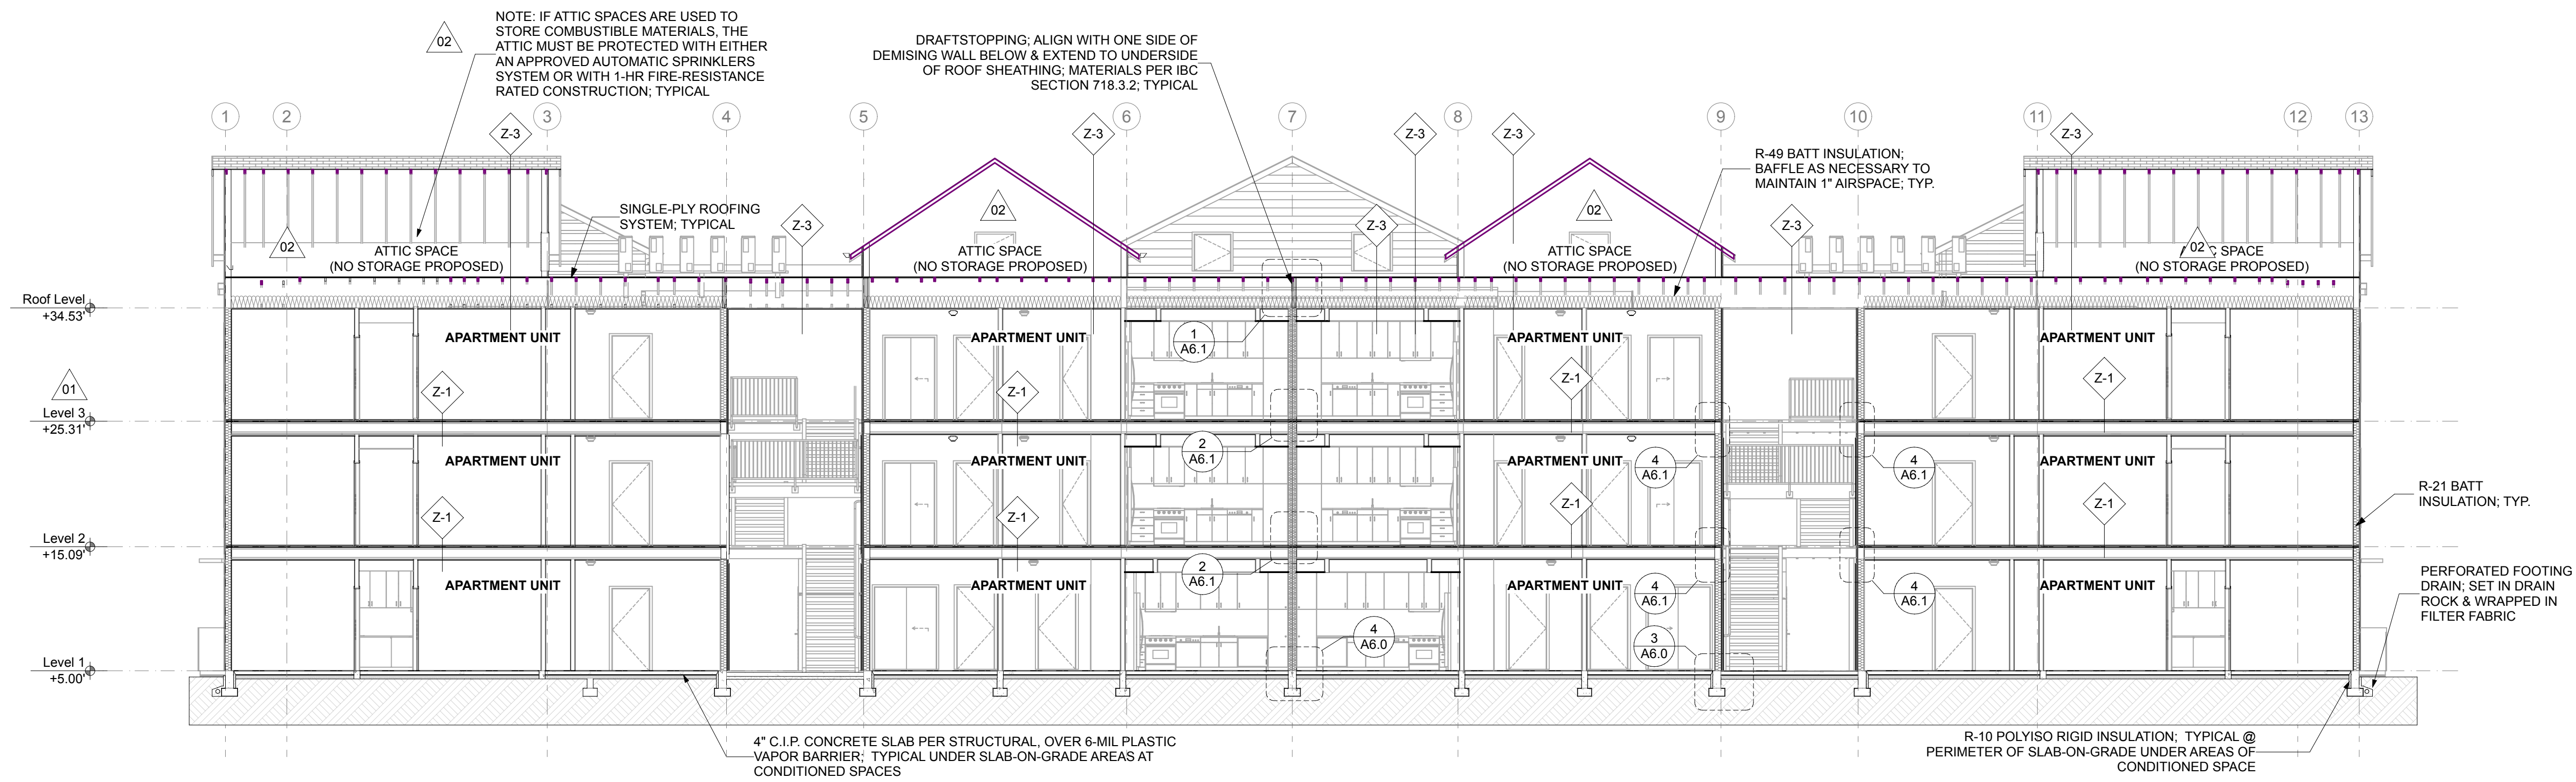 NOTE: IF ATTIC SPACES ARE USED TO
STORE COMBUSTIBLE MATERIALS, THE
ATTIC MUST BE PROTECTED WITH EITHER
AN APPROVED AUTOMATIC SPRINKLERS
SYSTEM OR WITH 1-HR FIRE-RESISTANCE
RATED CONSTRUCTION; TYPICAL
02
DRAFTSTOPPING; ALIGN WITH ONE SIDE OF
DEMISING WALL BELOW & EXTEND TO UNDERSIDE
OF ROOF SHEATHING; MATERIALS PER IBC
SECTION 718.3.2; TYPICAL
1
2
3
4
5
6
7
8
9
10
11
12
13
Z-3
Z-3
Z-3
Z-3
Z-3
R-49 BATT INSULATION;
BAFFLE AS NECESSARY TO
MAINTAIN 1" AIRSPACE; TYP.
SINGLE-PLY ROOFING
SYSTEM; TYPICAL
Z-3
Z-3
Z-3
02
02
02
02
ATTIC SPACE
(NO STORAGE PROPOSED)
ATTIC SPACE
(NO STORAGE PROPOSED)
ATTIC SPACE
(NO STORAGE PROPOSED)
SPACE
(NO STORAGE PROPOSED)
Roof Level
+34.53'
APARTMENT UNIT
APARTMENT UNIT
1
A6.1
APARTMENT UNIT
APARTMENT UNIT
01
Z-1
Z-1
Z-1
Z-1
Level 3
+25.31'
APARTMENT UNIT
APARTMENT UNIT
2
A6.1
APARTMENT UNIT
4
A6.1
4
A6.1
APARTMENT UNIT
R-21 BATT
INSULATION; TYP.
Z-1
Z-1
Z-1
Z-1
Level 2
+15.09'
APARTMENT UNIT
APARTMENT UNIT
2
A6.1
APARTMENT UNIT
4
A6.1
4
A6.1
APARTMENT UNIT
PERFORATED FOOTING
DRAIN; SET IN DRAIN
ROCK & WRAPPED IN
FILTER FABRIC
4
A6.0
3
A6.0
Level 1
+5.00'
4" C.I.P. CONCRETE SLAB PER STRUCTURAL, OVER 6-MIL PLASTIC
VAPOR BARRIER; TYPICAL UNDER SLAB-ON-GRADE AREAS AT
CONDITIONED SPACES
R-10 POLYISO RIGID INSULATION; TYPICAL @
PERIMETER OF SLAB-ON-GRADE UNDER AREAS OF
CONDITIONED SPACE